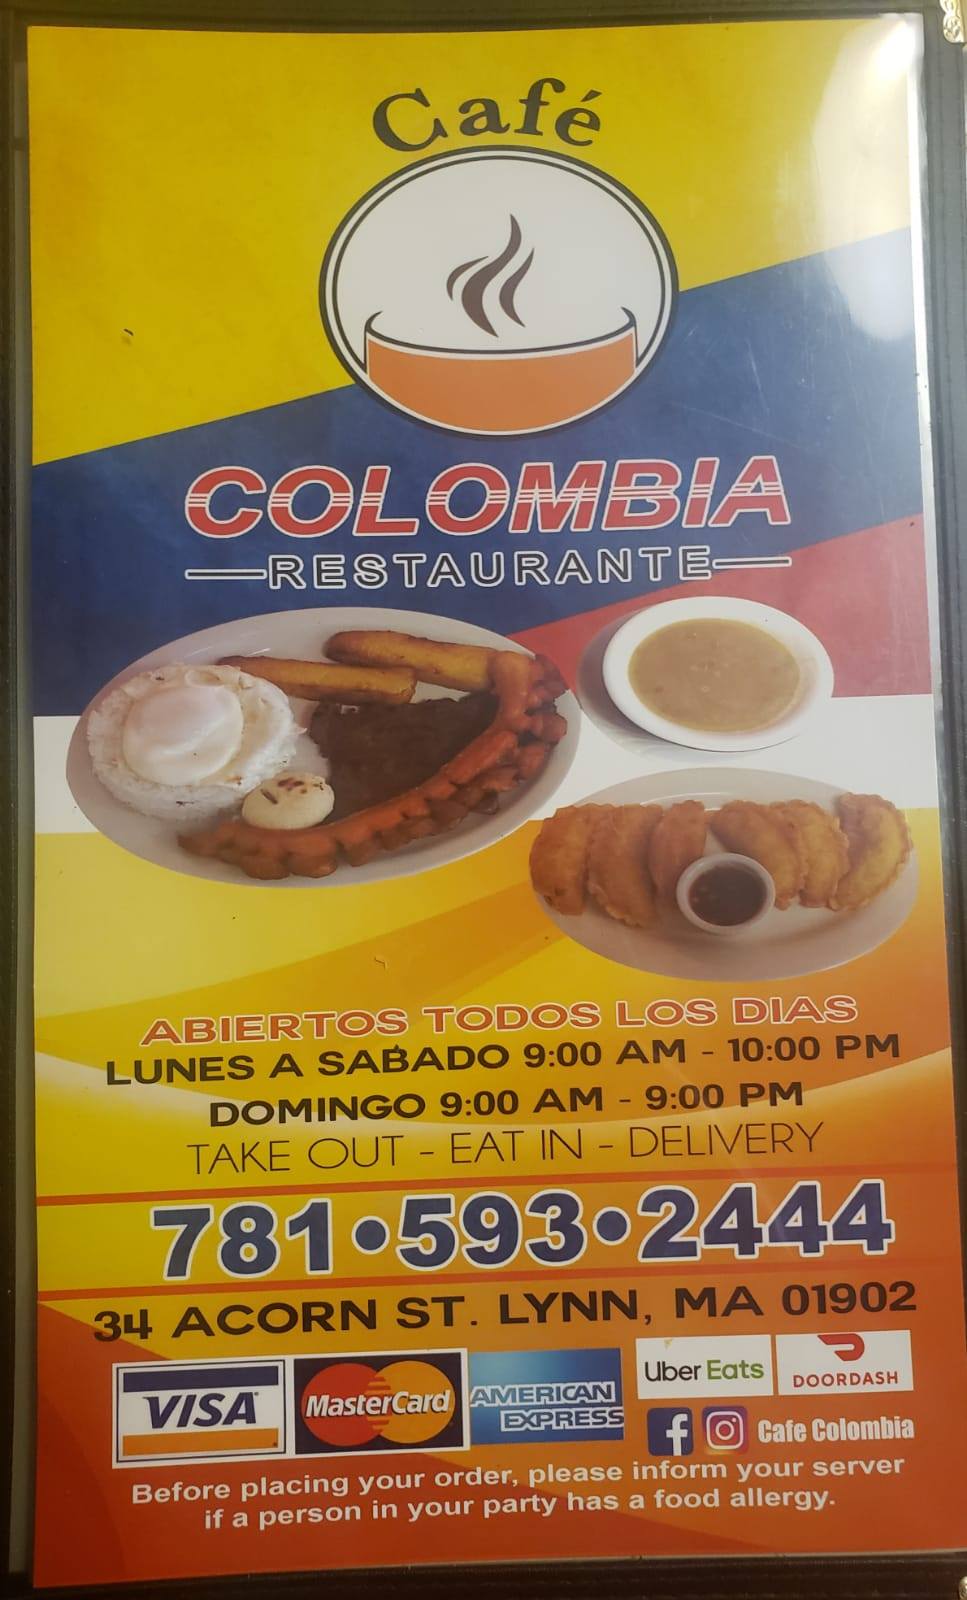 Café
COLOMBIA
RESTAURANTE
ABIERTOS TODOS LOS DIAS
LUNES A SABADO 9:00 AM - 10:00 PM
DOMINGO 9:00 AM - 9:00 PM
TAKE OUT - EAT IN - DELIVERY
781•593•2444
34 ACORN ST. LYNN, MA 01902
VISA
MasterCard
AMERICAN
EXPRESS
Uber Eats
DOORDASH
Cafe Colombia
Before placing your order, please inform your server
if a person in your party has a food allergy.